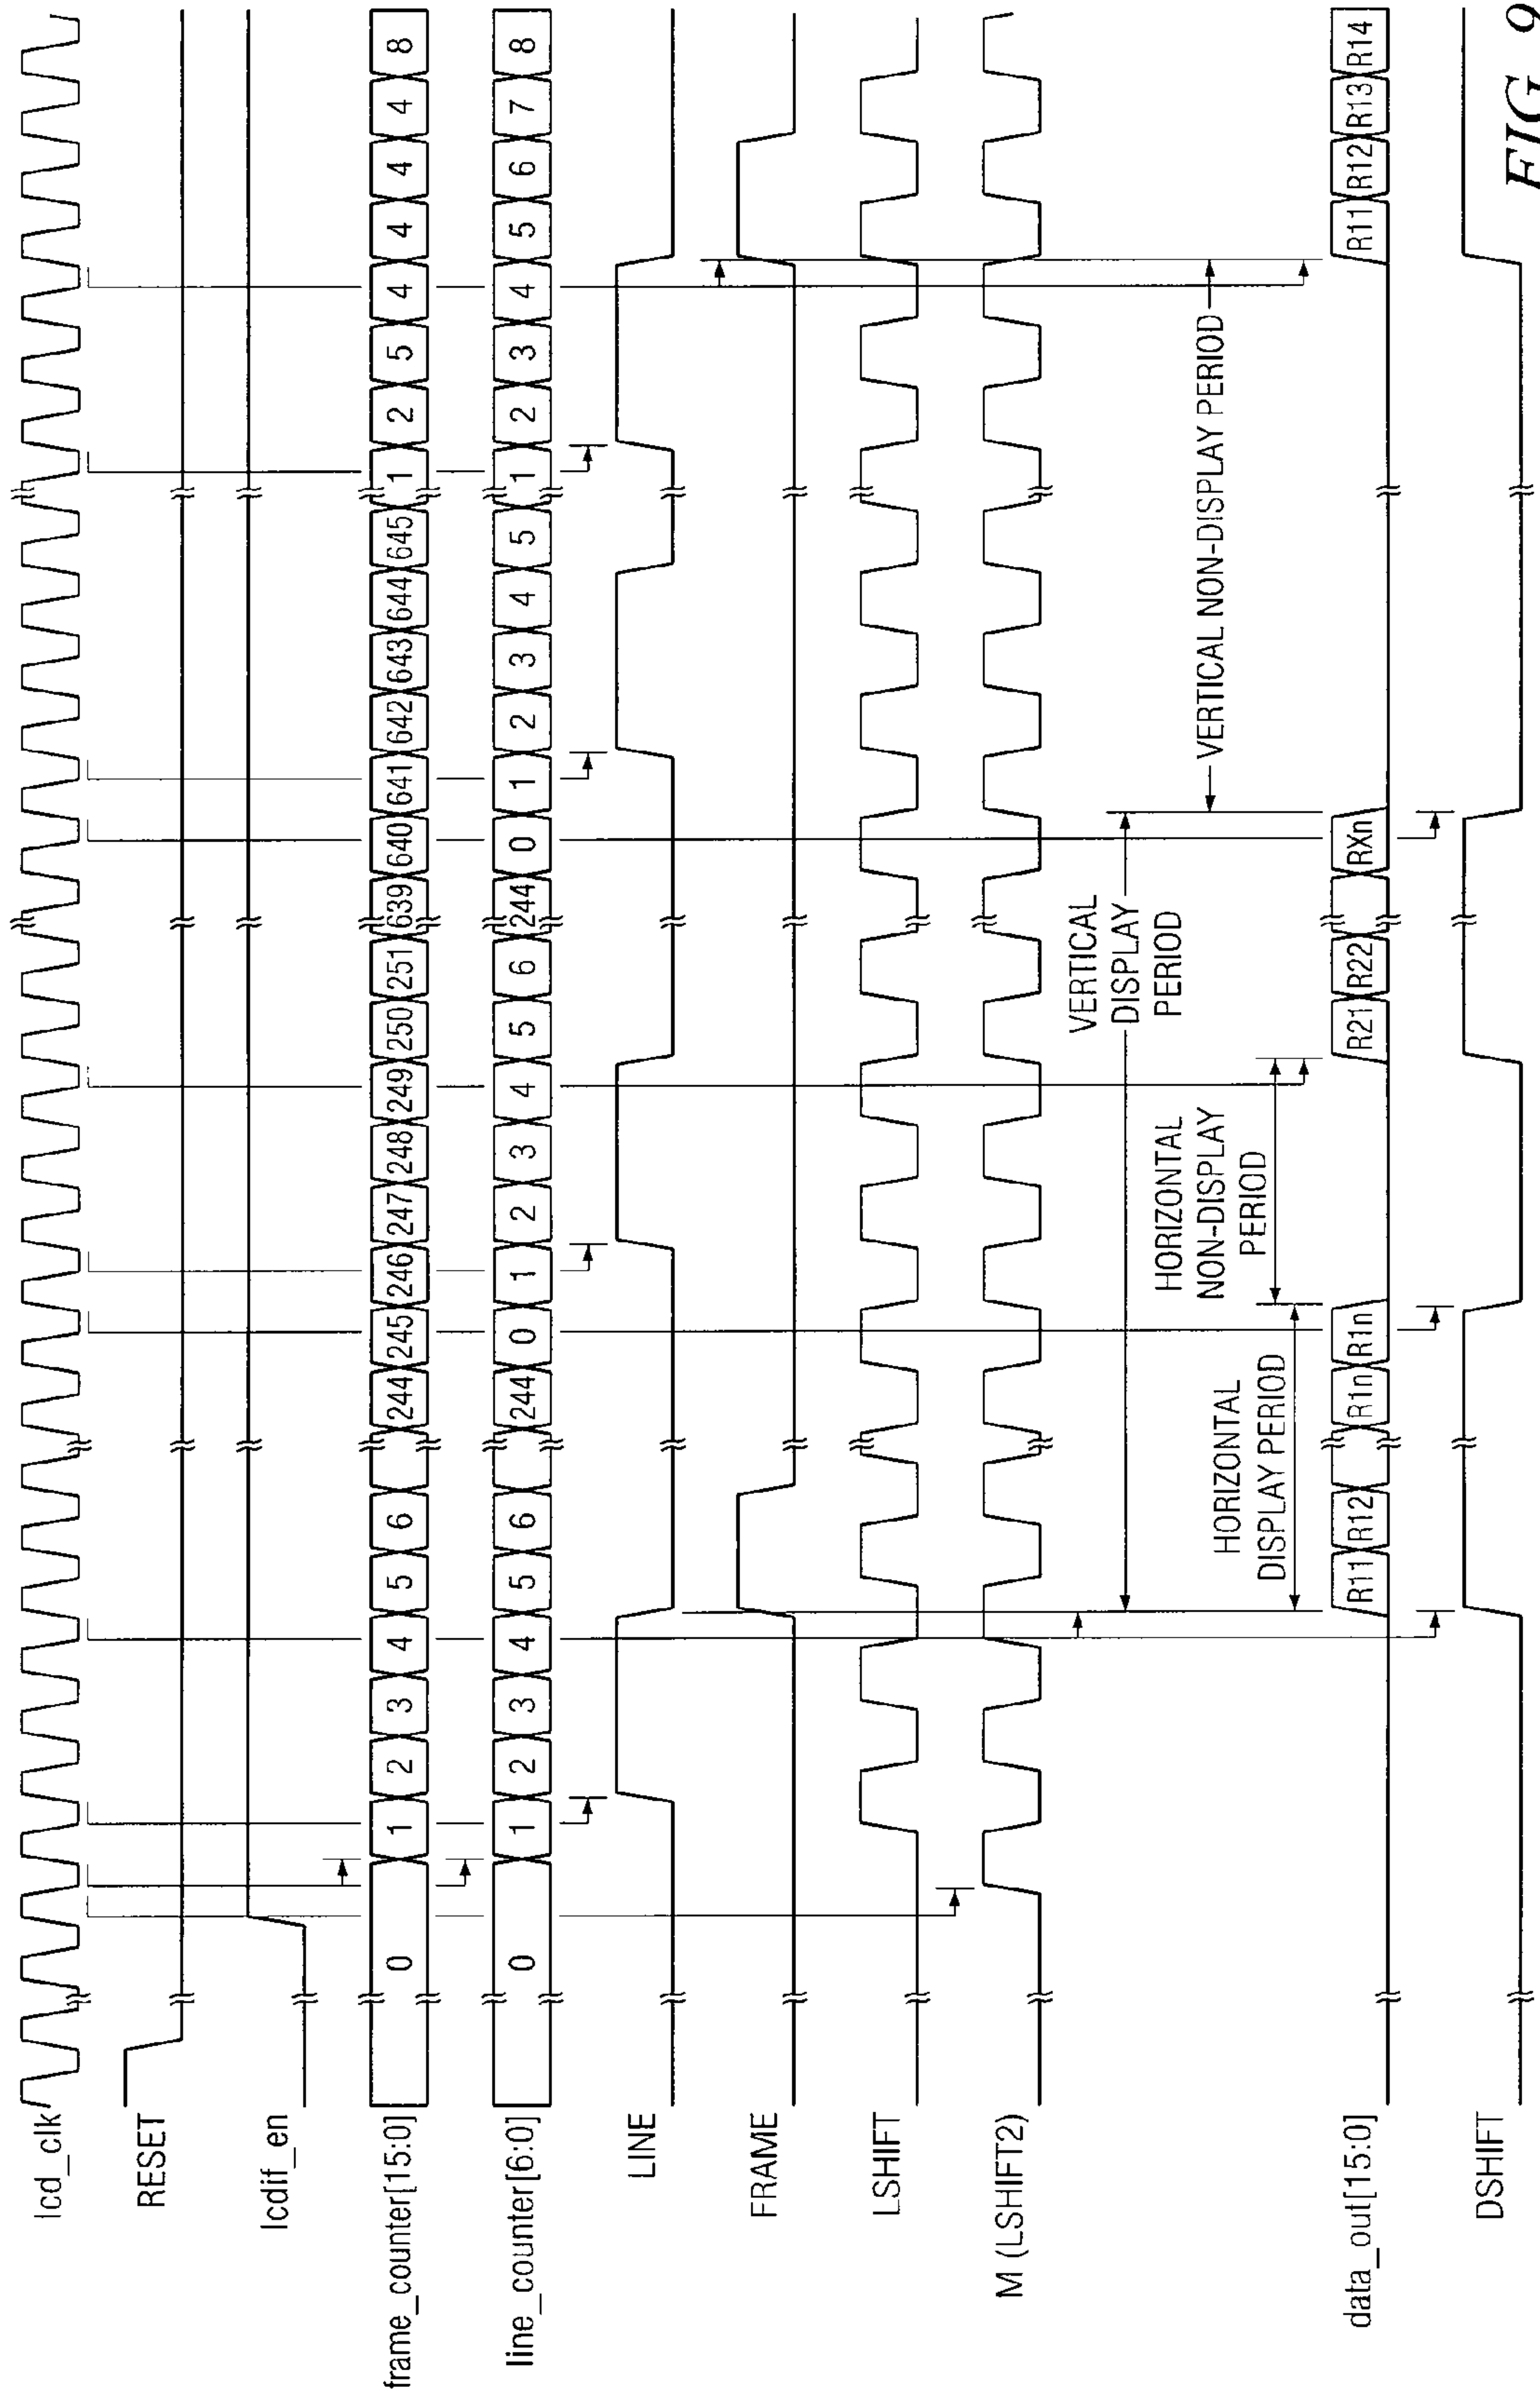 lcd_clk
RESET
lcdif_en
frame_counter[15:0] 0 1 2 3 4 5 6 244 245 246 247 248 249 250 251 639 640 641 642 643 644 645 1 2 5 4 4 4 4 8
line_counter[6:0] 0 1 2 3 4 5 6 244 0 1 2 3 4 5 6 244 0 1 2 3 4 5 1 2 3 4 5 6 7 8
LINE
FRAME
LSHIFT
M (LSHIFT2)
VERTICAL
DISPLAY
PERIOD
HORIZONTAL
NON-DISPLAY
PERIOD
VERTICAL NON-DISPLAY PERIOD
HORIZONTAL
DISPLAY PERIOD
data_out[15:0] R11 R12 R1n R1n R21 R22 RXn R11 R12 R13 R14
DSHIFT
FIG. 9